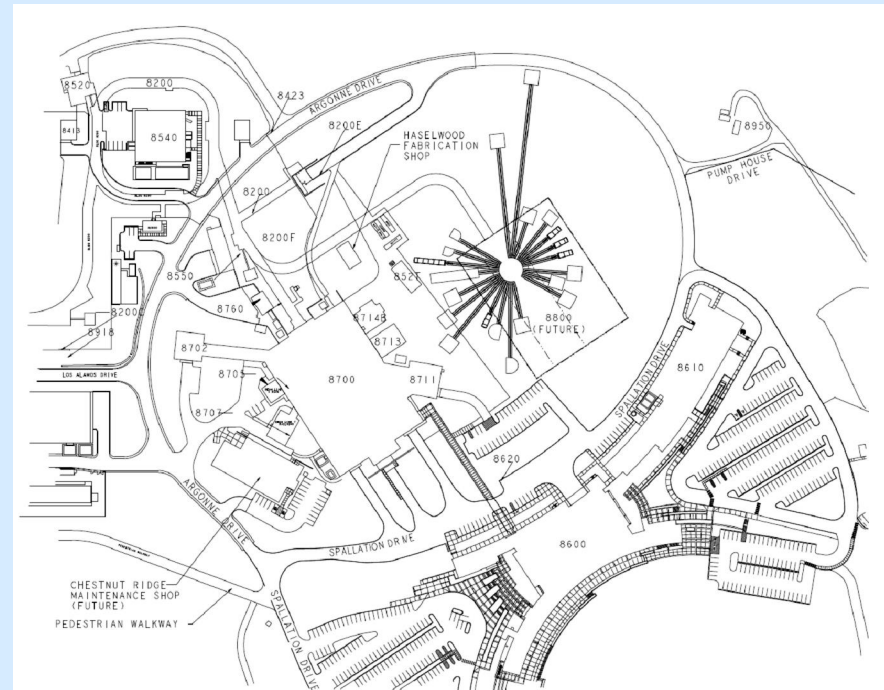 8520
8200
8423
ARGONNE DRIVE
8413
8540
8200E
HASELWOOD
FABRICATION
SHOP
8950
PUMP HOUSE
DRIVE
8200
8200F
8550
8760
8714B
8713
8800
(FUTURE)
8200C
8918
8702
LOS ALAMOS DRIVE
8705
8700
8711
8707
SPALLATION DRIVE
8610
8620
ARGONNE DRIVE
8600
SPALLATION DRIVE
CHESTNUT RIDGE
MAINTENANCE SHOP
(FUTURE)
PEDESTRIAN WALKWAY
SPALLATION DRIVE